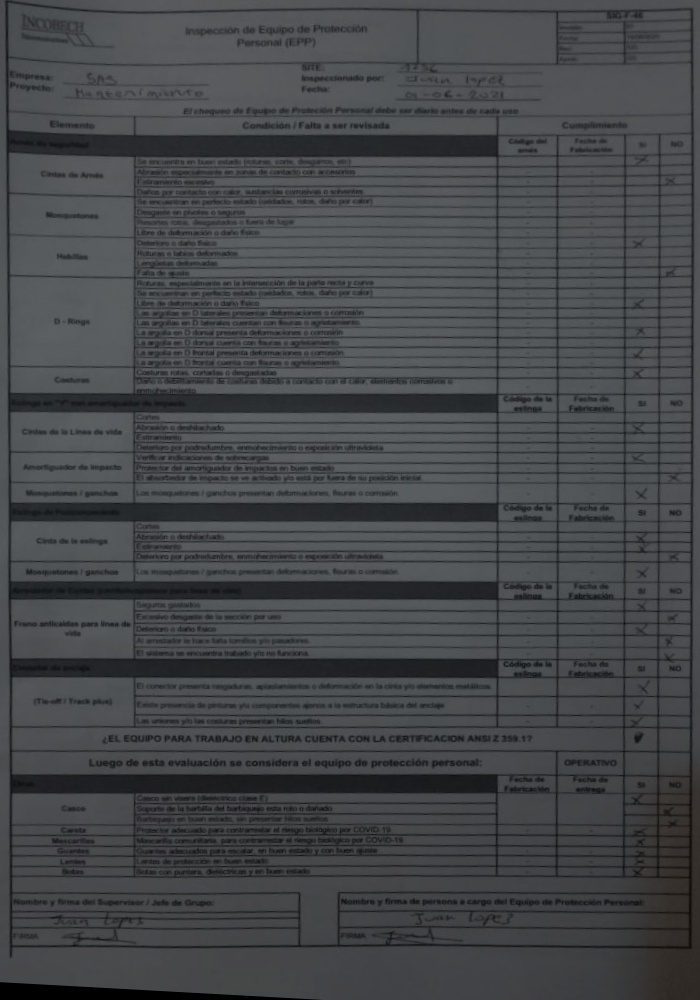 INCOBECH
Inspección de Equipo de Protección
Personal (EPP)
SIG-F-46
Empresa: SAS
SITE:
Proyecto: Mantenimiento
Inspeccionado por: Juan Lopez
Fecha: 01-06-2021
El chequeo de Equipo de Protección Personal debe ser diario antes de cada uso
Elemento Condición / Falta a ser revisada Cumplimiento
Código del arnés Fecha de Fabricación SI NO
Cintas de Arnés
Se encuentra en buen estado (roturas, corte, desgarros, etc)
Abrasión especialmente en zonas de contacto con accesorios
Estiramiento excesivo
Daños por contacto con calor, sustancias corrosivas o solventes
Mosquetones
Se encuentran en perfecto estado (oxidados, rotos, daño por calor)
Desgaste en pivotes o seguros
Resortes rotos, desgastados o fuera de lugar
Libre de deformación o daño físico
Hebillas
Deterioro o daño físico
Roturas o labios deformados
Lengüetas deformadas
Falta de ajuste
D - Rings
Roturas, especialmente en la intersección de la parte recta y curva
Se encuentran en perfecto estado (oxidados, rotos, daño por calor)
Libre de deformación o daño físico
Las argollas en D laterales presentan deformaciones o corrosión
Las argollas en D laterales cuentan con fisuras o agrietamiento.
La argolla en D dorsal presenta deformaciones o corrosión
La argolla en D dorsal cuenta con fisuras o agrietamiento
La argolla en D frontal presenta deformaciones o corrosión
La argolla en D frontal cuenta con fisuras o agrietamiento
Costuras
Costuras rotas, cortadas o desgastadas
Daño o debilitamiento de costuras debido a contacto con el calor, elementos corrosivos o
enmohecimiento
Eslinga en "Y" con amortiguador de impacto Código de la eslinga Fecha de Fabricación SI NO
Cintas de la Línea de vida
Cortes
Abrasión o deshilachado
Estiramiento
Deterioro por podredumbre, enmohecimiento o exposición ultravioleta
Amortiguador de Impacto
Verificar indicaciones de sobrecargas
Protector del amortiguador de impactos en buen estado
El absorbedor de impacto se ve activado y/o está por fuera de su posición inicial
Mosquetones / ganchos
Los mosquetones / ganchos presentan deformaciones, fisuras o corrosión
Código de la eslinga Fecha de Fabricación SI NO
Cinta de la eslinga
Cortes
Abrasión o deshilachado
Estiramiento
Deterioro por podredumbre, enmohecimiento o exposición ultravioleta
Mosquetones / ganchos
Los mosquetones / ganchos presentan deformaciones, fisuras o corrosión
Código de la eslinga Fecha de Fabricación SI NO
Freno anticaídas para línea de vida
Seguros gastados
Excesivo desgaste de la sección por uso
Deterioro o daño físico
Al arrestador le hace falta tornillos y/o pasadores
El sistema se encuentra trabado y/o no funciona.
Conector de anclaje Código de la eslinga Fecha de Fabricación SI NO
(Tie-off / Track plus)
El conector presenta rasgaduras, aplastamientos o deformación en la cinta y/o elementos metálicos
Existe presencia de pinturas y/o componentes ajenos a la estructura básica del anclaje
Las uniones y/o las costuras presentan hilos sueltos.
¿EL EQUIPO PARA TRABAJO EN ALTURA CUENTA CON LA CERTIFICACION ANSI Z 359.1?
Luego de esta evaluación se considera el equipo de protección personal: OPERATIVO
Fecha de Fabricación Fecha de entrega SI NO
Casco
Casco sin visera (dieléctrico clase E)
Soporte de la barbilla del barbiquejo esta roto o dañado
Barbiquejo en buen estado, sin presentar hilos sueltos
Careta Protector adecuado para contrarrestar el riesgo biológico por COVID-19
Mascarillas Mascarilla comunitaria, para contrarrestar el riesgo biológico por COVID-19
Guantes Guantes adecuados para escalar, en buen estado y con buen ajuste
Lentes Lentes de protección en buen estado
Botas Botas con puntera, dieléctricas y en buen estado
Nombre y firma del Supervisor / Jefe de Grupo:
Juan Lopez
FIRMA
Nombre y firma de persona a cargo del Equipo de Protección Personal:
Juan Lopez
FIRMA